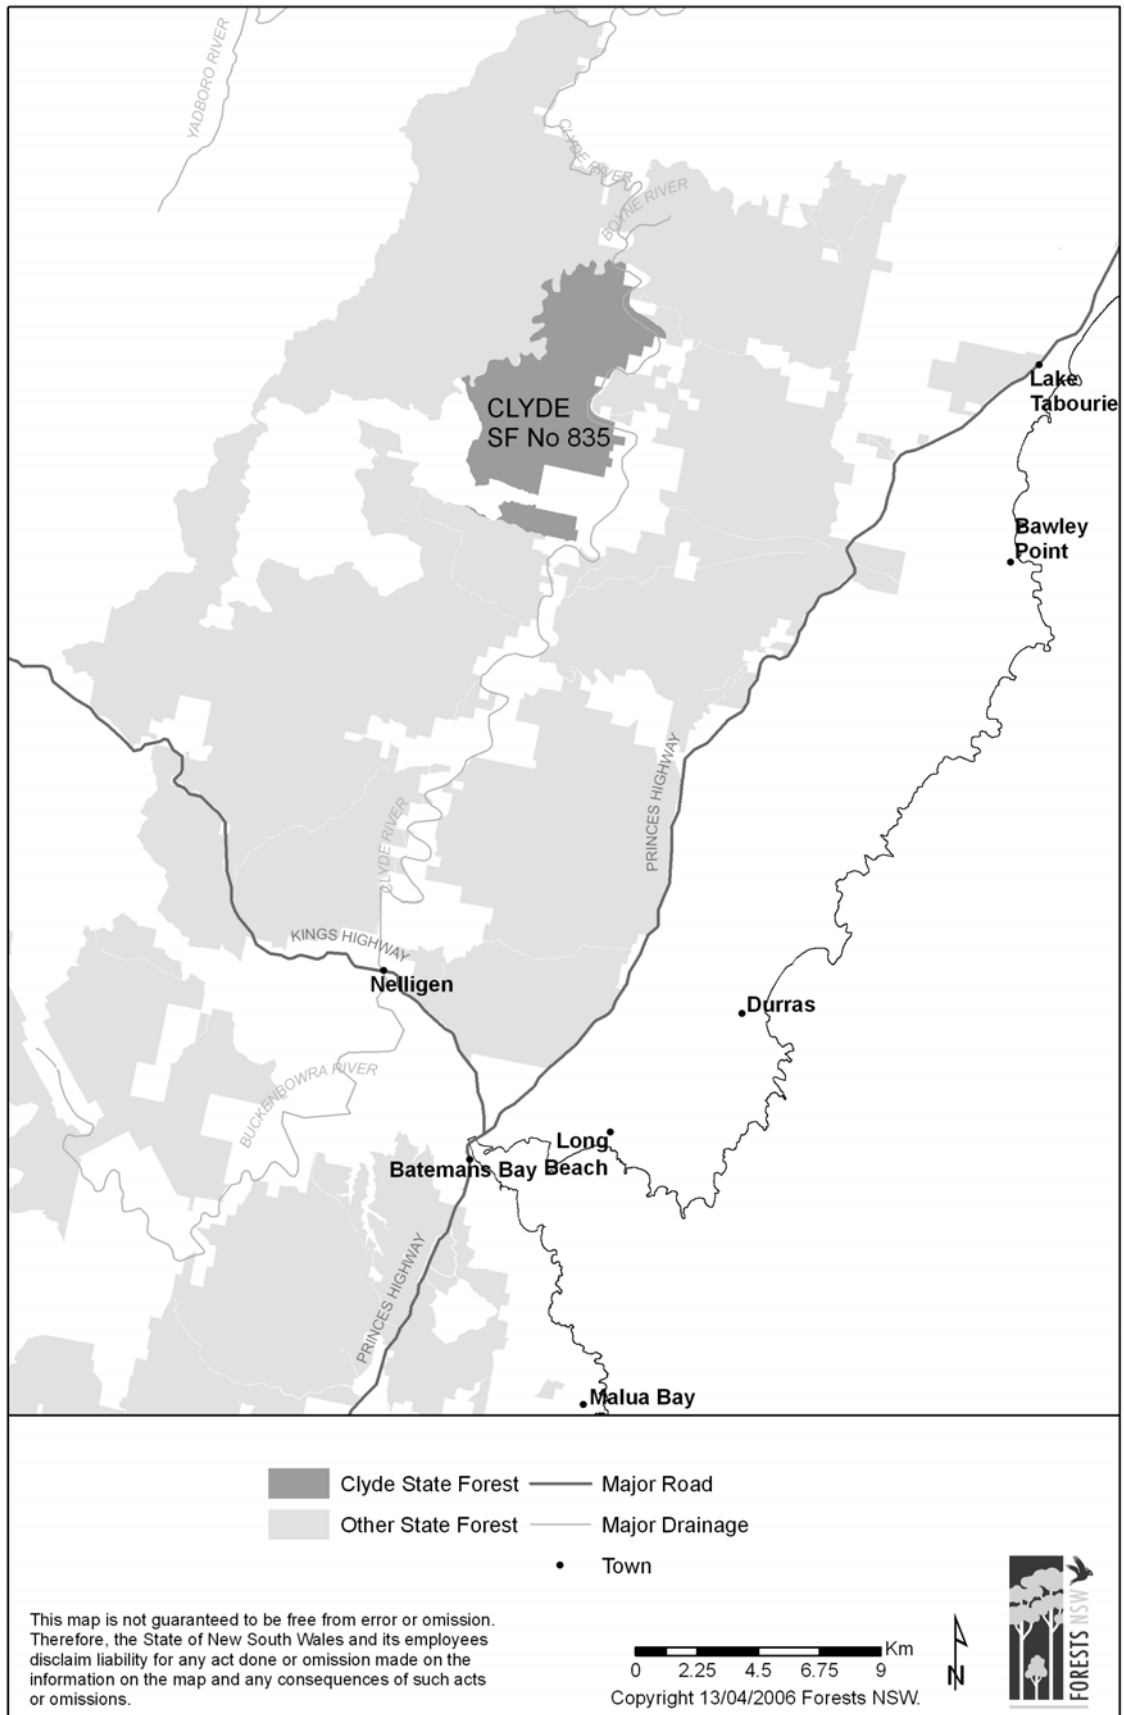 YADBORO RIVER
CLYDE RIVER
BOYNE RIVER
Lake
Tabourie
CLYDE
SF No 835
Bawley
Point
PRINCES HIGHWAY
CLYDE RIVER
KINGS HIGHWAY
Nelligen
Durras
BUCKENBOWRA RIVER
Long
Beach
Batemans Bay
PRINCES HIGHWAY
Malua Bay
Clyde State Forest
Major Road
Other State Forest
Major Drainage
Town
This map is not guaranteed to be free from error or omission.
Therefore, the State of New South Wales and its employees
disclaim liability for any act done or omission made on the
information on the map and any consequences of such acts
or omissions.
Km
0 2.25 4.5 6.75 9
Copyright 13/04/2006 Forests NSW.
N
FORESTS NSW